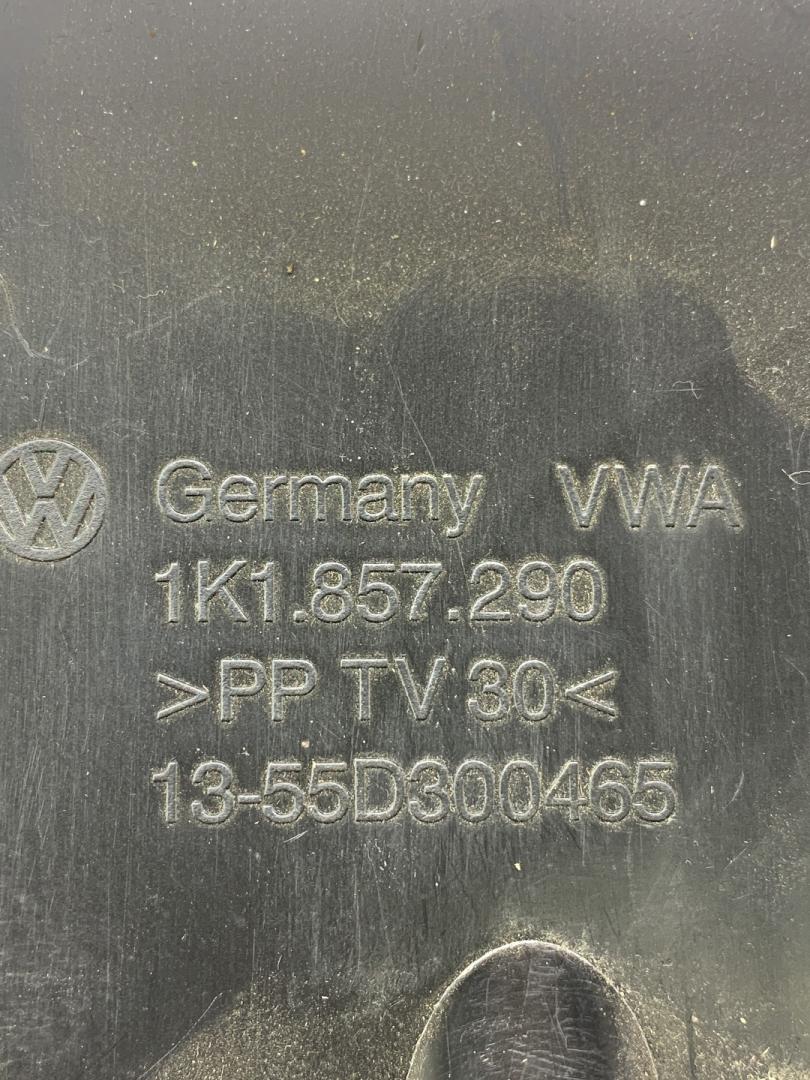 Germany VWA
1K1.857.290
>PP TV 30<
13-55D300465